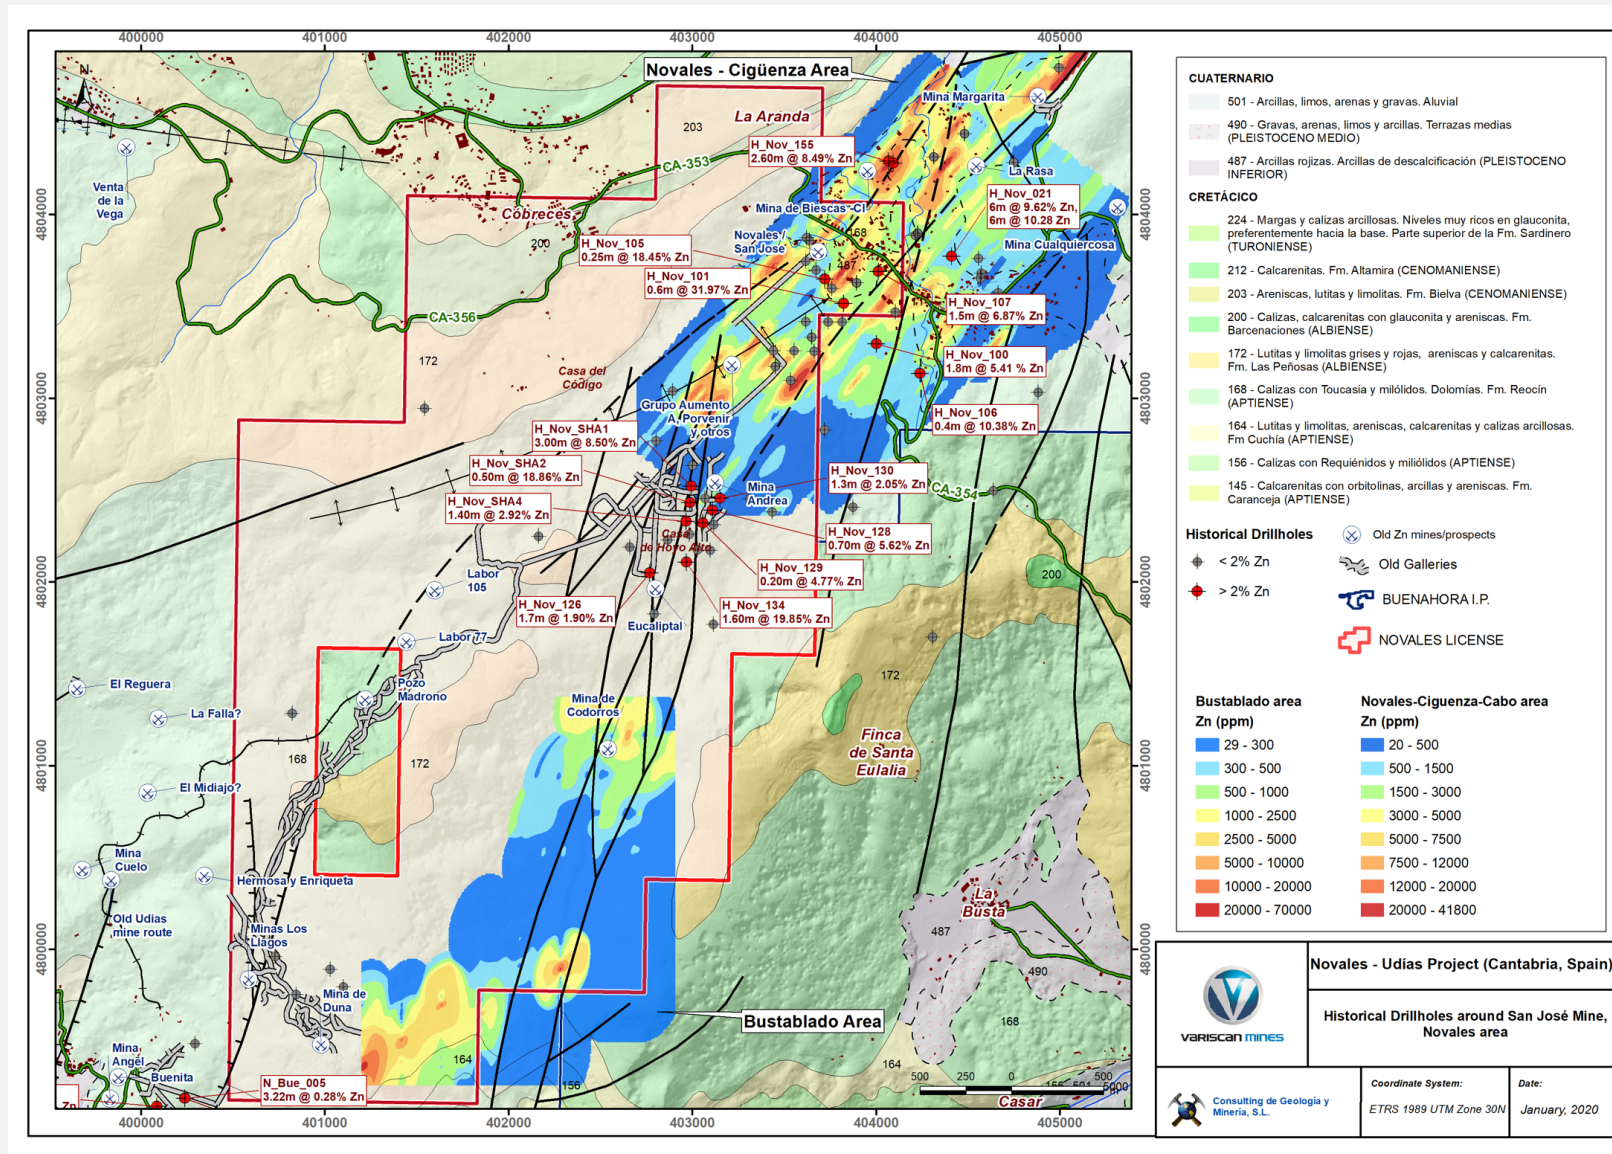 400000
401000
402000
403000
404000
405000
Novales - Cigüenza Area
N
Mina Margarita
La Aranda
203
CA-353
H_Nov_155
2.60m @ 8.49% Zn
La Rasa
Venta
de la
Vega
H_Nov_021
6m @ 9.62% Zn,
6m @ 10.28 Zn
4804000
4804000
Cóbreces
Mina de Biescas-CI
200
Novales /
San José
168
Mina Cualquiercosa
H_Nov_105
0.25m @ 18.45% Zn
487
H_Nov_101
0.6m @ 31.97% Zn
H_Nov_107
1.5m @ 6.87% Zn
CA-356
172
H_Nov_100
1.8m @ 5.41 % Zn
Casa del
Código
4803000
4803000
Grupo Aumento
A, Porvenir
y otros
H_Nov_106
0.4m @ 10.38% Zn
H_Nov_SHA1
3.00m @ 8.50% Zn
H_Nov_SHA2
0.50m @ 18.86% Zn
H_Nov_130
1.3m @ 2.05% Zn
Mina
Andrea
CA-354
H_Nov_SHA4
1.40m @ 2.92% Zn
H_Nov_128
0.70m @ 5.62% Zn
Casa
de Hoyo Alto
H_Nov_129
0.20m @ 4.77% Zn
4802000
4802000
Labor
105
200
H_Nov_126
1.7m @ 1.90% Zn
H_Nov_134
1.60m @ 19.85% Zn
Eucaliptal
Labor 77
172
El Reguera
Pozo
Madrono
Mina de
Codorros
La Falla?
Finca
de Santa
Eulalia
168
172
4801000
4801000
El Midiajo?
Mina
Cuelo
Hermosa y Enriqueta
La
Busta
Old Udias
mine route
Minas Los
Llagos
487
4800000
4800000
490
Mina de
Duna
Bustablado Area
168
Mina
Angel
164
164
Buenita
N_Bue_005
3.22m @ 0.28% Zn
Zn
156
500
250
0
500
156
501
5000
Casar
400000
401000
402000
403000
404000
405000
CUATERNARIO
501 - Arcillas, limos, arenas y gravas. Aluvial
490 - Gravas, arenas, limos y arcillas. Terrazas medias
(PLEISTOCENO MEDIO)
487 - Arcillas rojizas. Arcillas de descalcificación (PLEISTOCENO
INFERIOR)
CRETÁCICO
224 - Margas y calizas arcillosas. Niveles muy ricos en glauconita,
preferentemente hacia la base. Parte superior de la Fm. Sardinero
(TURONIENSE)
212 - Calcarenitas. Fm. Altamira (CENOMANIENSE)
203 - Areniscas, lutitas y limolitas. Fm. Bielva (CENOMANIENSE)
200 - Calizas, calcarenitas con glauconita y areniscas. Fm.
Barcenaciones (ALBIENSE)
172 - Lutitas y limolitas grises y rojas, areniscas y calcarenitas.
Fm. Las Peñosas (ALBIENSE)
168 - Calizas con Toucasia y milólidos. Dolomías. Fm. Reocín
(APTIENSE)
164 - Lutitas y limolitas, areniscas, calcarenitas y calizas arcillosas.
Fm Cuchía (APTIENSE)
156 - Calizas con Requiénidos y miliólidos (APTIENSE)
145 - Calcarenitas con orbitolinas, arcillas y areniscas. Fm.
Caranceja (APTIENSE)
Historical Drillholes
< 2% Zn
> 2% Zn
Old Zn mines/prospects
Old Galleries
BUENAHORA I.P.
NOVALES LICENSE
Bustablado area
Zn (ppm)
29 - 300
300 - 500
500 - 1000
1000 - 2500
2500 - 5000
5000 - 10000
10000 - 20000
20000 - 70000
Novales-Ciguenza-Cabo area
Zn (ppm)
20 - 500
500 - 1500
1500 - 3000
3000 - 5000
5000 - 7500
7500 - 12000
12000 - 20000
20000 - 41800
VARISCAN MINES
Novales - Udías Project (Cantabria, Spain)
Historical Drillholes around San José Mine,
Novales area
Consulting de Geología y
Minería, S.L.
Coordinate System:
ETRS 1989 UTM Zone 30N
Date:
January, 2020